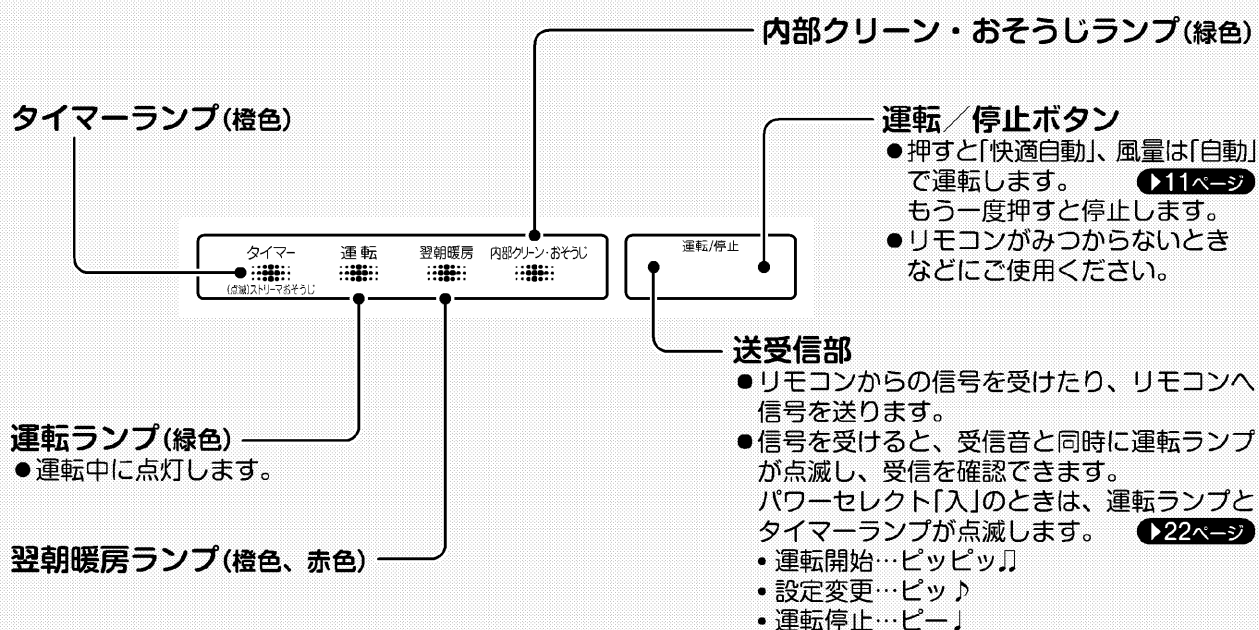 内部クリーン・おそうじランプ(緑色)
タイマーランプ(橙色)
運転／停止ボタン
●押すと「快適自動」、風量は「自動」
で運転します。 ▶11ページ
もう一度押すと停止します。
●リモコンがみつからないとき
などにご使用ください。
タイマー 運転 翌朝暖房 内部クリーン・おそうじ
(点滅)ストリーマおそうじ
運転/停止
送受信部
●リモコンからの信号を受けたり、リモコンへ
信号を送ります。
●信号を受けると、受信音と同時に運転ランプ
が点滅し、受信を確認できます。
パワーセレクト「入」のときは、運転ランプと
タイマーランプが点滅します。 ▶22ページ
•運転開始…ピッピッ♫
•設定変更…ピッ♪
•運転停止…ピー♩
運転ランプ(緑色)
●運転中に点灯します。
翌朝暖房ランプ(橙色、赤色)